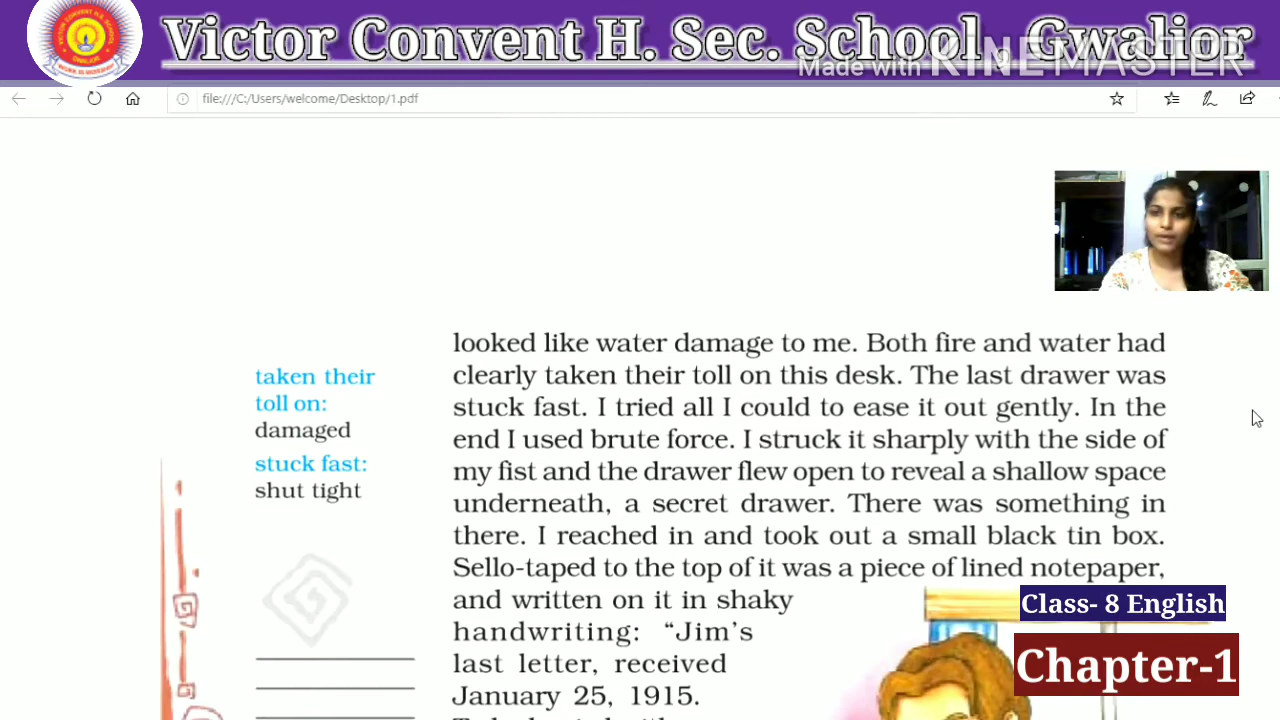 Victor Convent H. Sec. School , Gwalior
Made with KINEMASTER
file:///C:/Users/welcome/Desktop/1.pdf
looked like water damage to me. Both fire and water had
clearly taken their toll on this desk. The last drawer was
stuck fast. I tried all I could to ease it out gently. In the
end I used brute force. I struck it sharply with the side of
my fist and the drawer flew open to reveal a shallow space
underneath, a secret drawer. There was something in
there. I reached in and took out a small black tin box.
Sello-taped to the top of it was a piece of lined notepaper,
and written on it in shaky
handwriting: “Jim’s
last letter, received
January 25, 1915.
taken their
toll on:
damaged
stuck fast:
shut tight
Class- 8 English
Chapter-1